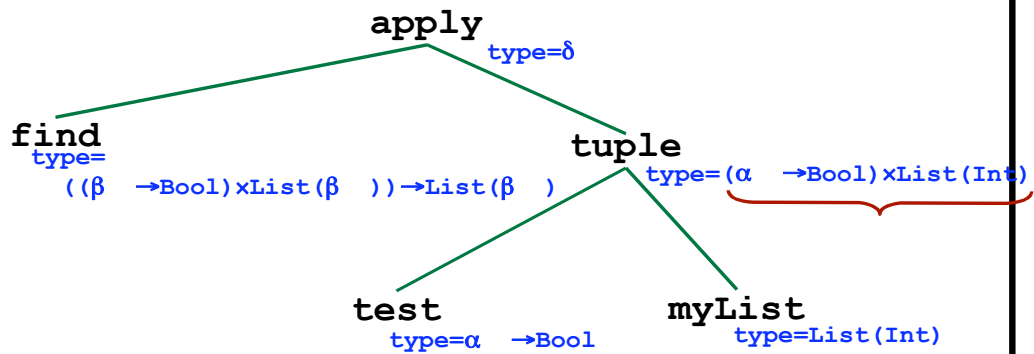 apply
type=δ
find
type=
((β →Bool)×List(β ))→List(β )
tuple
type=(α →Bool)×List(Int)
test
type=α →Bool
myList
type=List(Int)